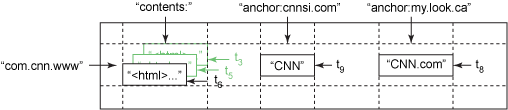 "contents:" "anchor:cnnsi.com" "anchor:my.look.ca"
"<html>... t3
t5
"com.cnn.www" "<html>..." t6 "CNN" t9 "CNN.com" t8